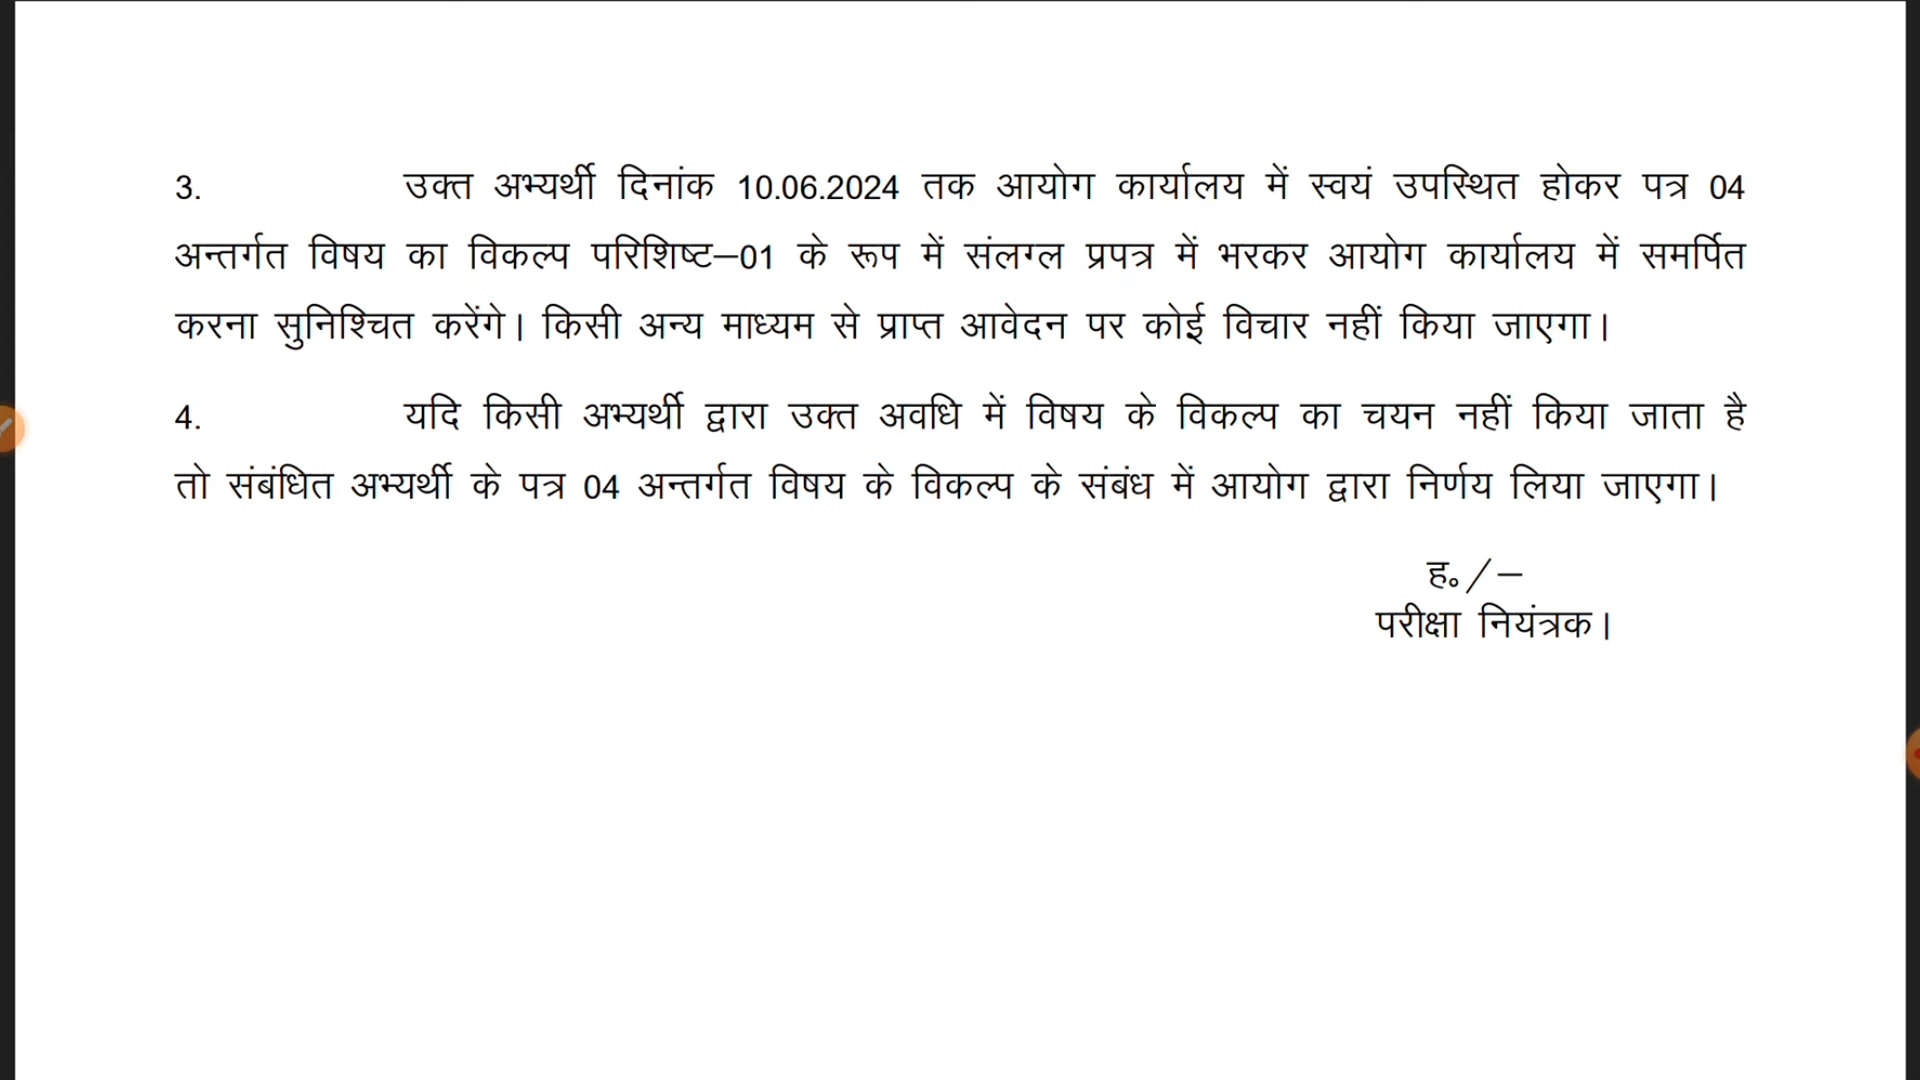 3. उक्त अभ्यर्थी दिनांक 10.06.2024 तक आयोग कार्यालय में स्वयं उपस्थित होकर पत्र 04
अन्तर्गत विषय का विकल्प परिशिष्ट–01 के रूप में संलग्ल प्रपत्र में भरकर आयोग कार्यालय में समर्पित
करना सुनिश्चित करेंगे। किसी अन्य माध्यम से प्राप्त आवेदन पर कोई विचार नहीं किया जाएगा।
4. यदि किसी अभ्यर्थी द्वारा उक्त अवधि में विषय के विकल्प का चयन नहीं किया जाता है
तो संबंधित अभ्यर्थी के पत्र 04 अन्तर्गत विषय के विकल्प के संबंध में आयोग द्वारा निर्णय लिया जाएगा।
ह॰/–
परीक्षा नियंत्रक।